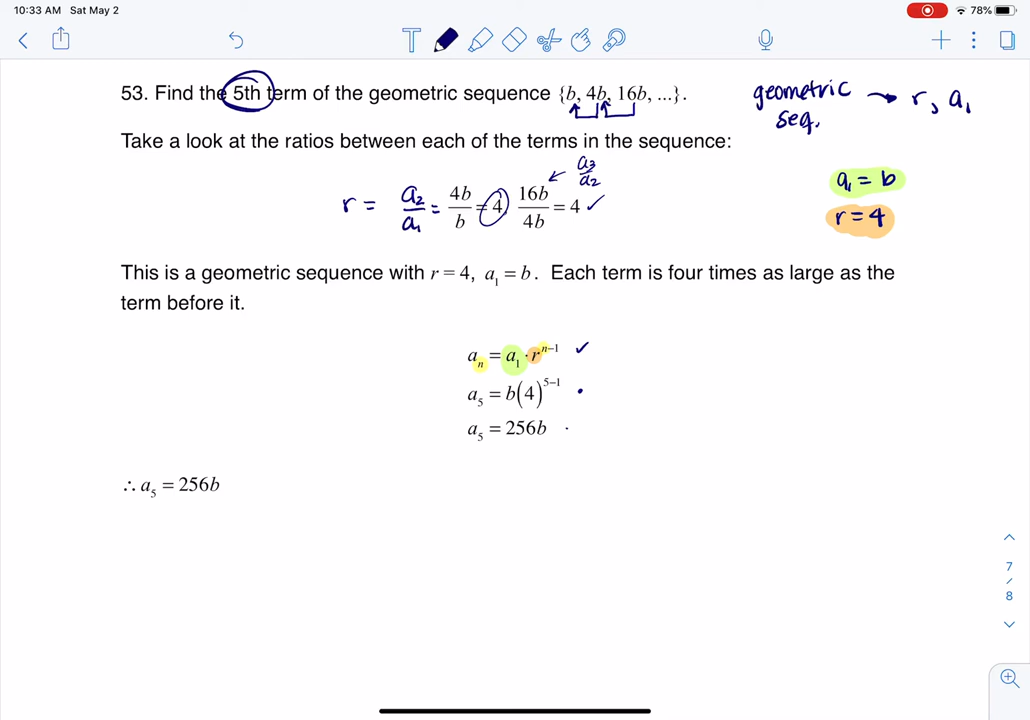 10:33 AM Sat May 2
78%
53. Find the 5th term of the geometric sequence {b, 4b, 16b, ...}.
geometric seq. → r, a₁
Take a look at the ratios between each of the terms in the sequence:
a₃/a₂
r = a₂/a₁ = 4b/b = 4, 16b/4b = 4 ✓
a₁ = b
r = 4
This is a geometric sequence with r = 4, a₁ = b. Each term is four times as large as the
term before it.
aₙ = a₁ · rⁿ⁻¹ ✓
a₅ = b(4)⁵⁻¹
a₅ = 256b
∴ a₅ = 256b
7
/
8